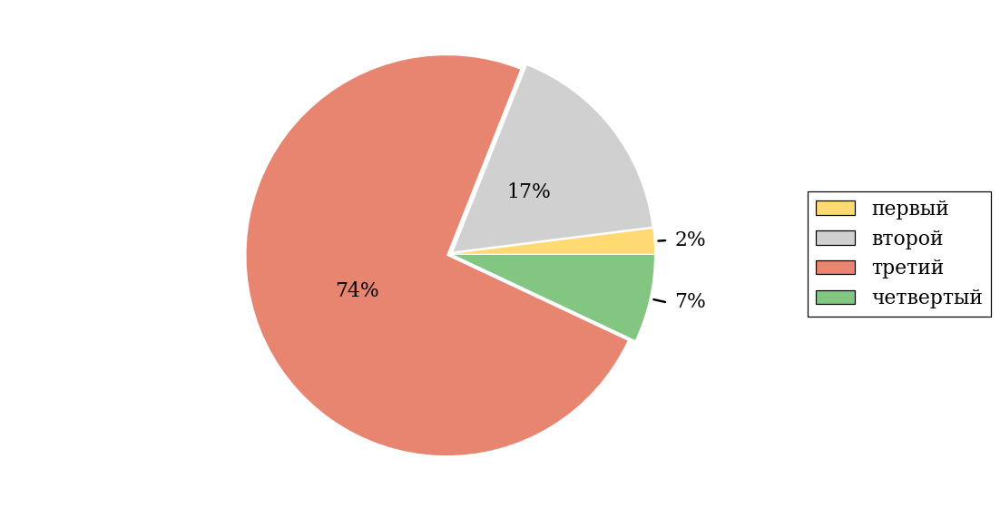 17%
2%
74%
7%
первый
второй
третий
четвертый